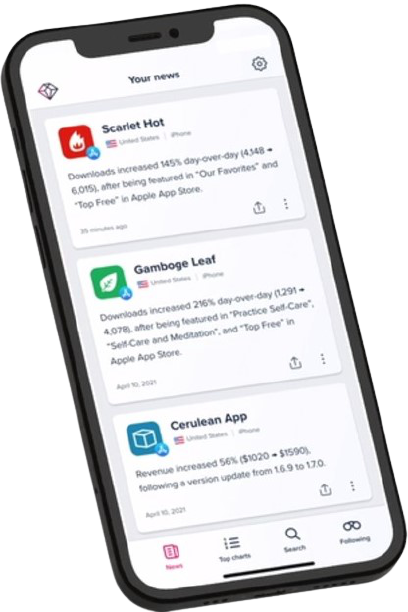 Your news
Scarlet Hot
United States | iPhone
Downloads increased 145% day-over-day (4,148 →
6,015), after being featured in "Our Favorites" and
"Top Free" in Apple App Store.
35 minutes ago
Gamboge Leaf
United States | iPhone
Downloads increased 216% day-over-day (1,291 →
4,078), after being featured in "Practice Self-Care",
"Self-Care and Meditation", and "Top Free" in
Apple App Store.
April 10, 2021
Cerulean App
United States | iPhone
Revenue increased 56% ($1020 → $1590),
following a version update from 1.6.9 to 1.7.0.
April 10, 2021
News
Top charts
Search
Following